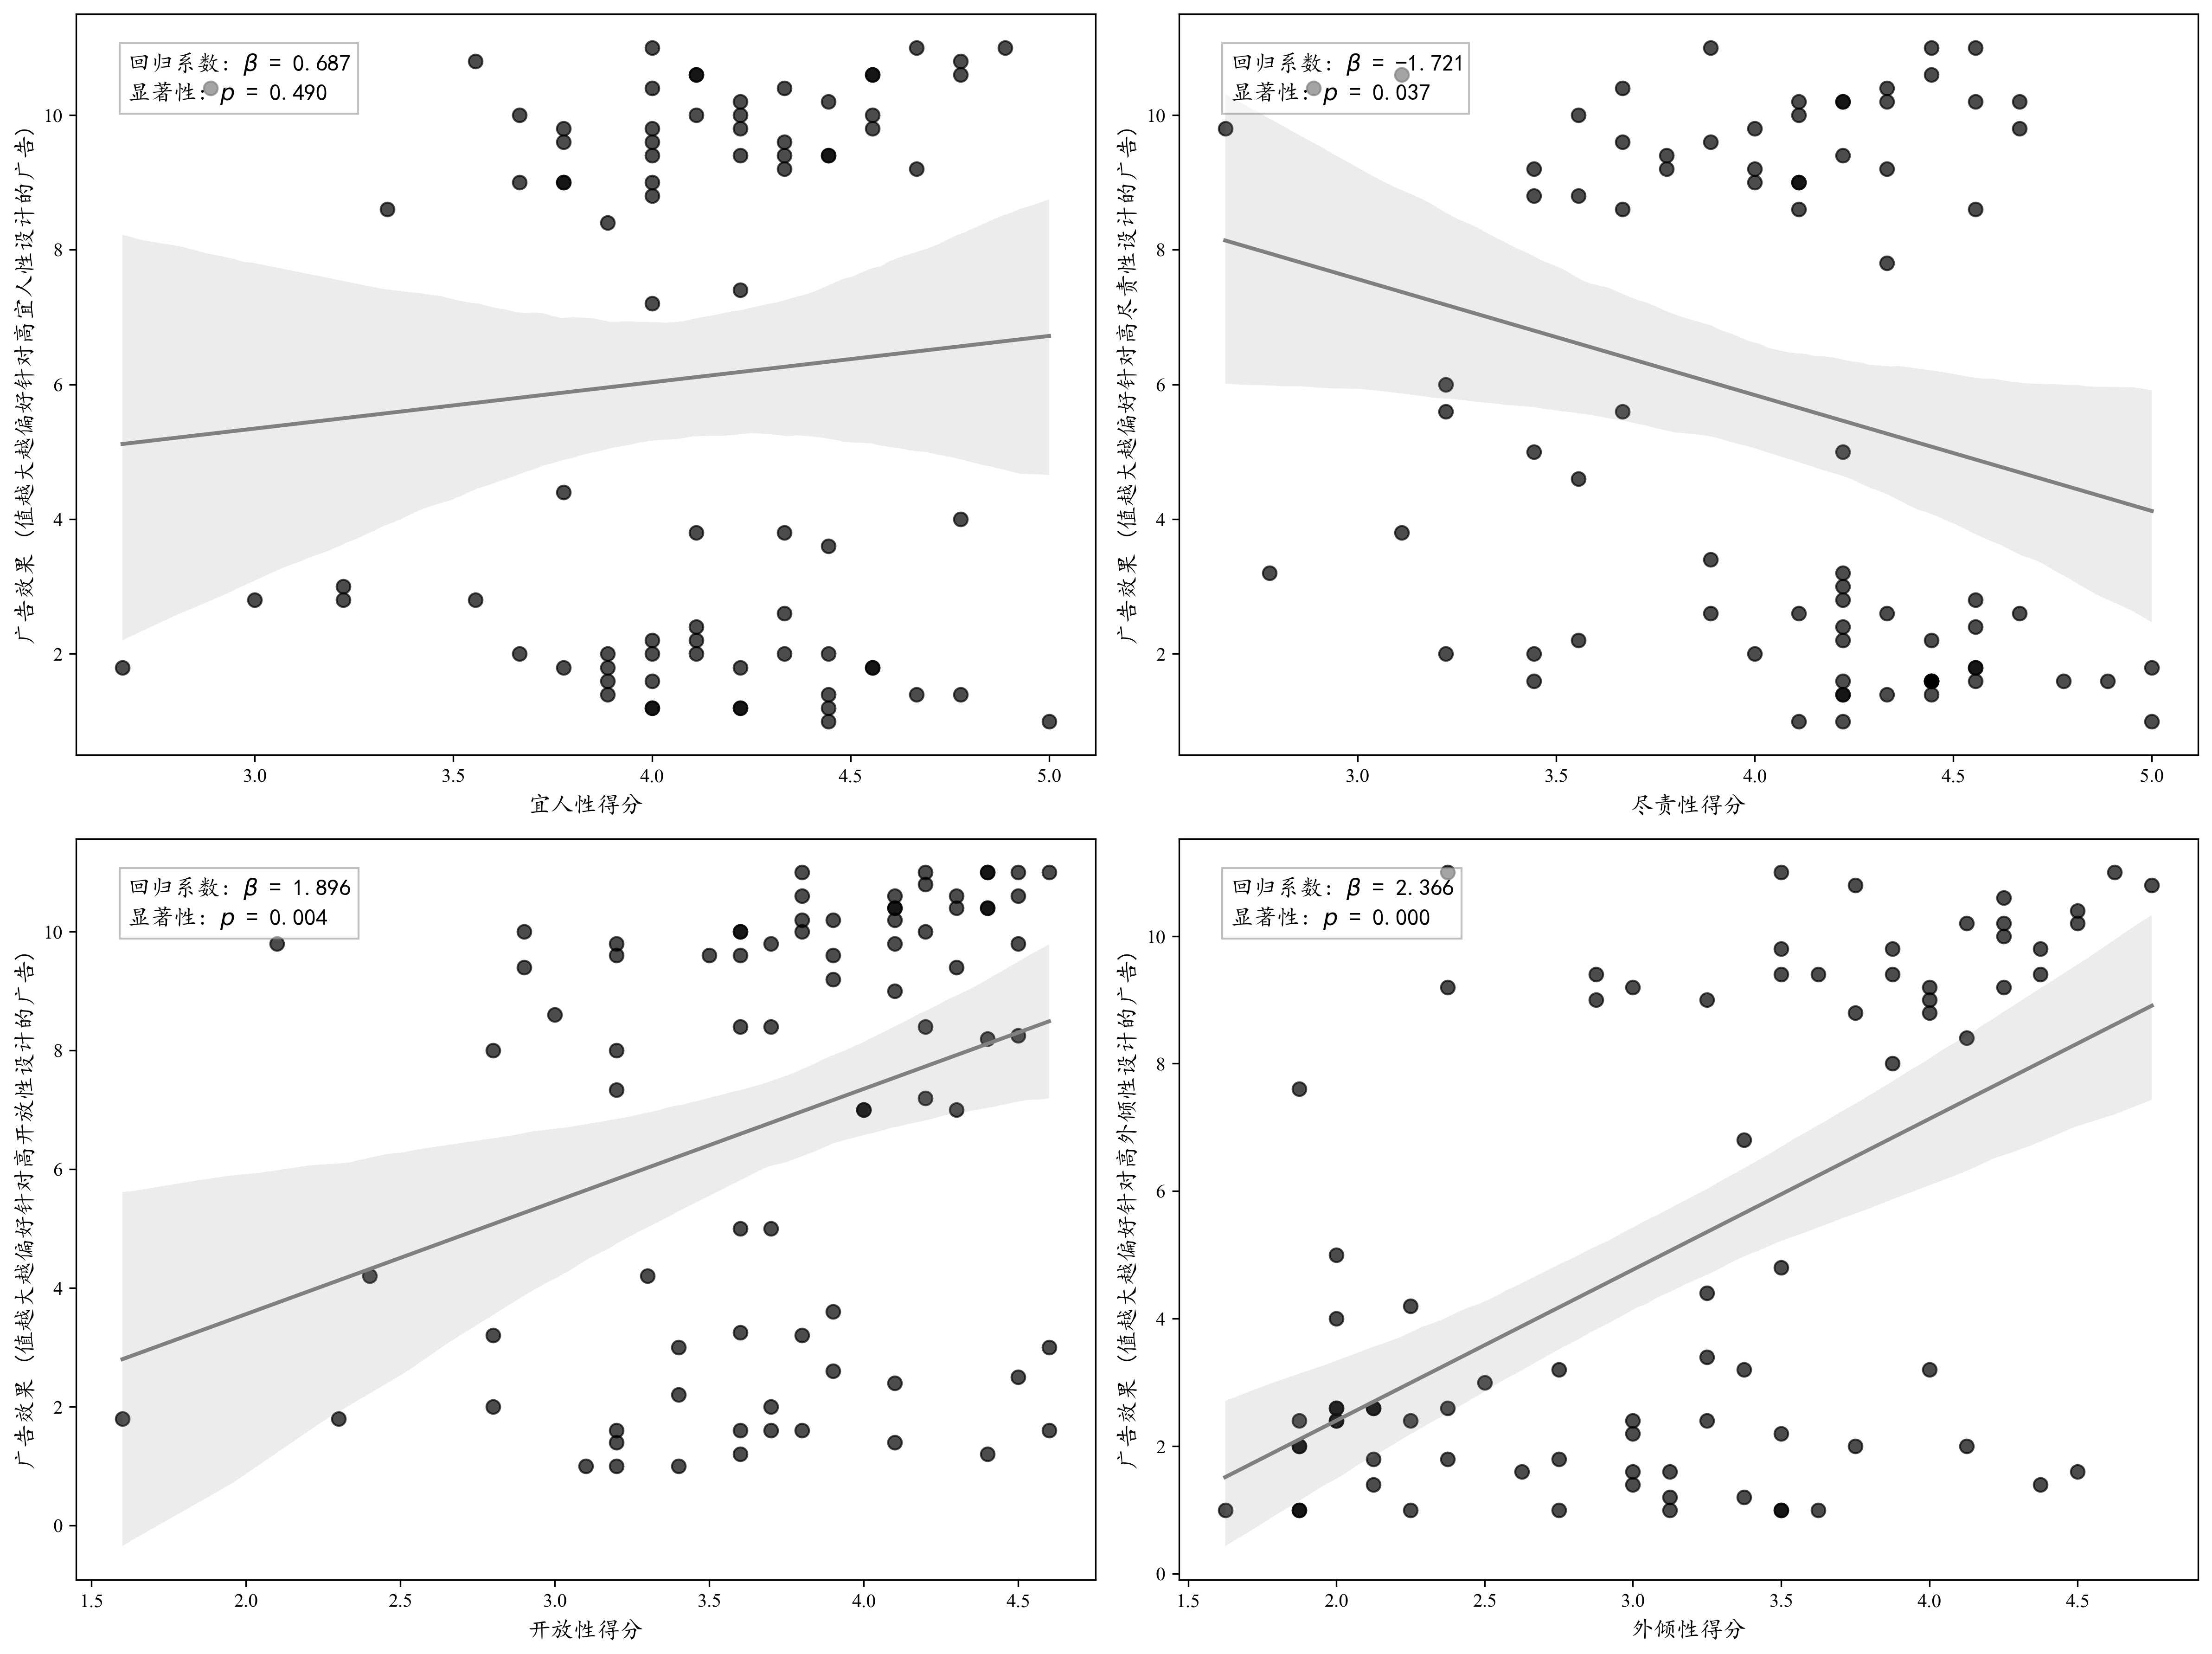 广告效果（值越大越偏好针对高宜人性设计的广告）
回归系数: β = 0.687
显著性: p = 0.490
10
8
6
4
2
3.0 3.5 4.0 4.5 5.0
宜人性得分
广告效果（值越大越偏好针对高尽责性设计的广告）
回归系数: β = −1.721
显著性: p = 0.037
10
8
6
4
2
3.0 3.5 4.0 4.5 5.0
尽责性得分
广告效果（值越大越偏好针对高开放性设计的广告）
回归系数: β = 1.896
显著性: p = 0.004
10
8
6
4
2
0
1.5 2.0 2.5 3.0 3.5 4.0 4.5
开放性得分
广告效果（值越大越偏好针对高外倾性设计的广告）
回归系数: β = 2.366
显著性: p = 0.000
10
8
6
4
2
0
1.5 2.0 2.5 3.0 3.5 4.0 4.5
外倾性得分